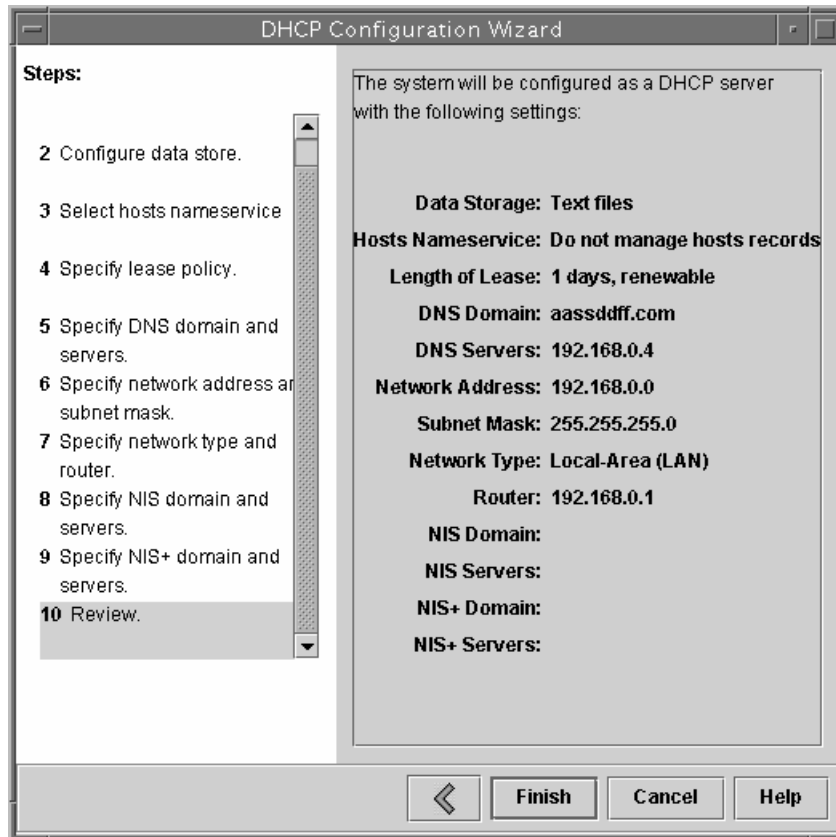 DHCP Configuration Wizard
Steps:
2 Configure data store.
3 Select hosts nameservice
4 Specify lease policy.
5 Specify DNS domain and
servers.
6 Specify network address
subnet mask.
7 Specify network type and
router.
8 Specify NIS domain and
servers.
9 Specify NIS+ domain and
servers.
10 Review.
The system will be configured as a DHCP server
with the following settings:
Data Storage: Text files
Hosts Nameservice: Do not manage hosts records
Length of Lease: 1 days, renewable
DNS Domain: aassddff.com
DNS Servers: 192.168.0.4
Network Address: 192.168.0.0
Subnet Mask: 255.255.255.0
Network Type: Local-Area (LAN)
Router: 192.168.0.1
NIS Domain:
NIS Servers:
NIS+ Domain:
NIS+ Servers:
Finish
Cancel
Help